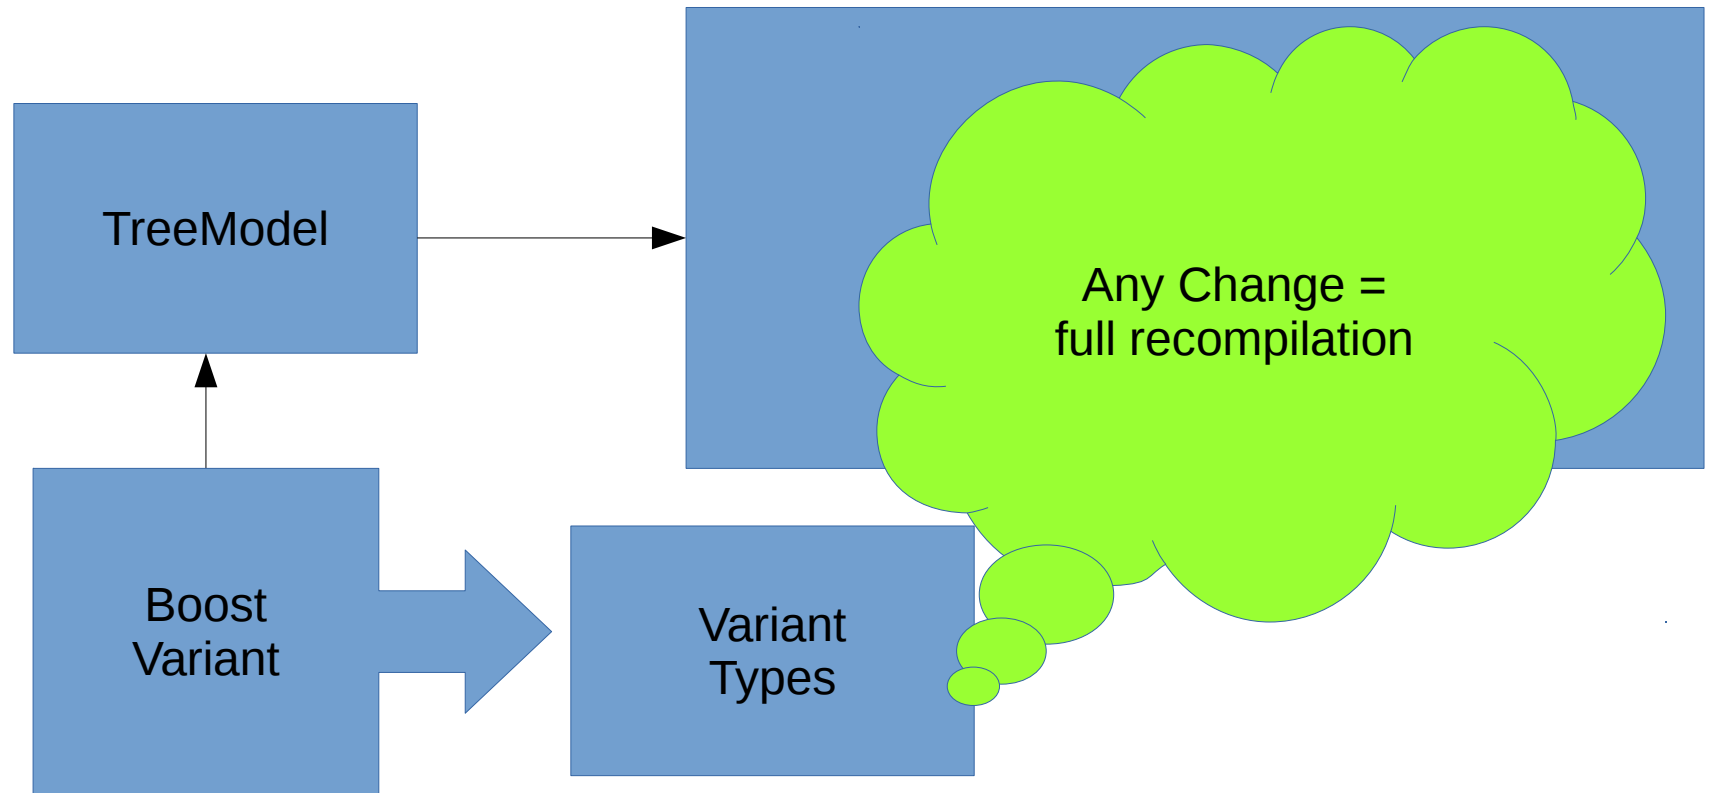 TreeModel
Any Change =
full recompilation
Boost
Variant
Variant
Types